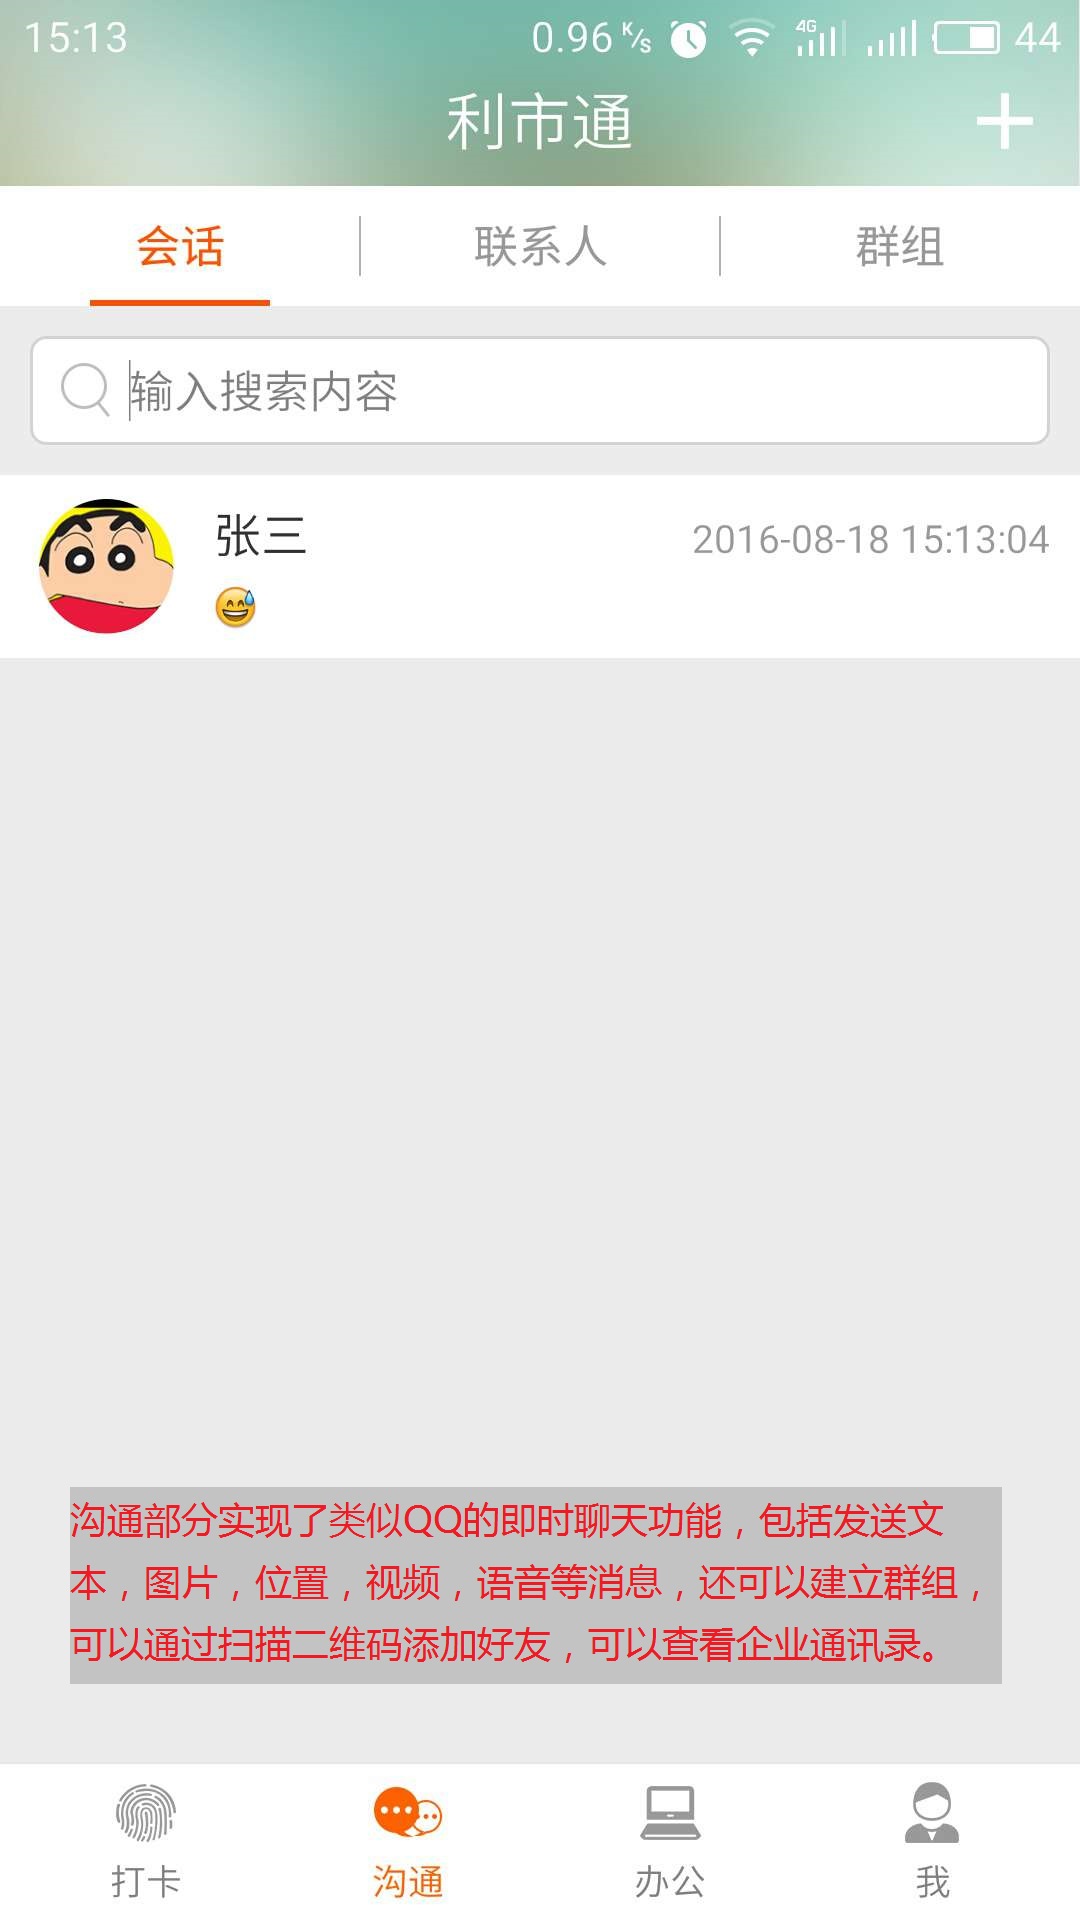 15:13 0.96 K/s 4G 44
利市通
会话 联系人 群组
输入搜索内容
张三 2016-08-18 15:13:04
😅
沟通部分实现了类似QQ的即时聊天功能，包括发送文
本，图片，位置，视频，语音等消息，还可以建立群组，
可以通过扫描二维码添加好友，可以查看企业通讯录。
打卡 沟通 办公 我